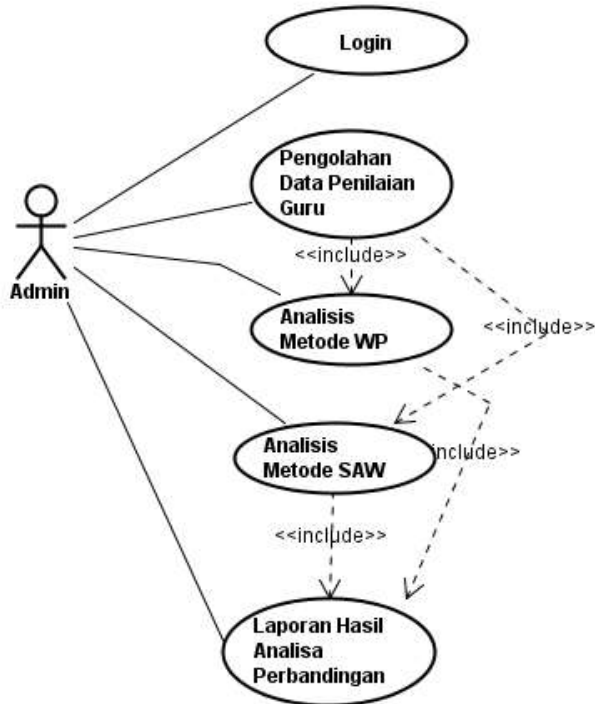 Login
Pengolahan
Data Penilaian
Guru
<<include>>
Admin
Analisis
Metode WP
<<include>>
Analisis
Metode SAW
include>>
<<include>>
Laporan Hasil
Analisa
Perbandingan